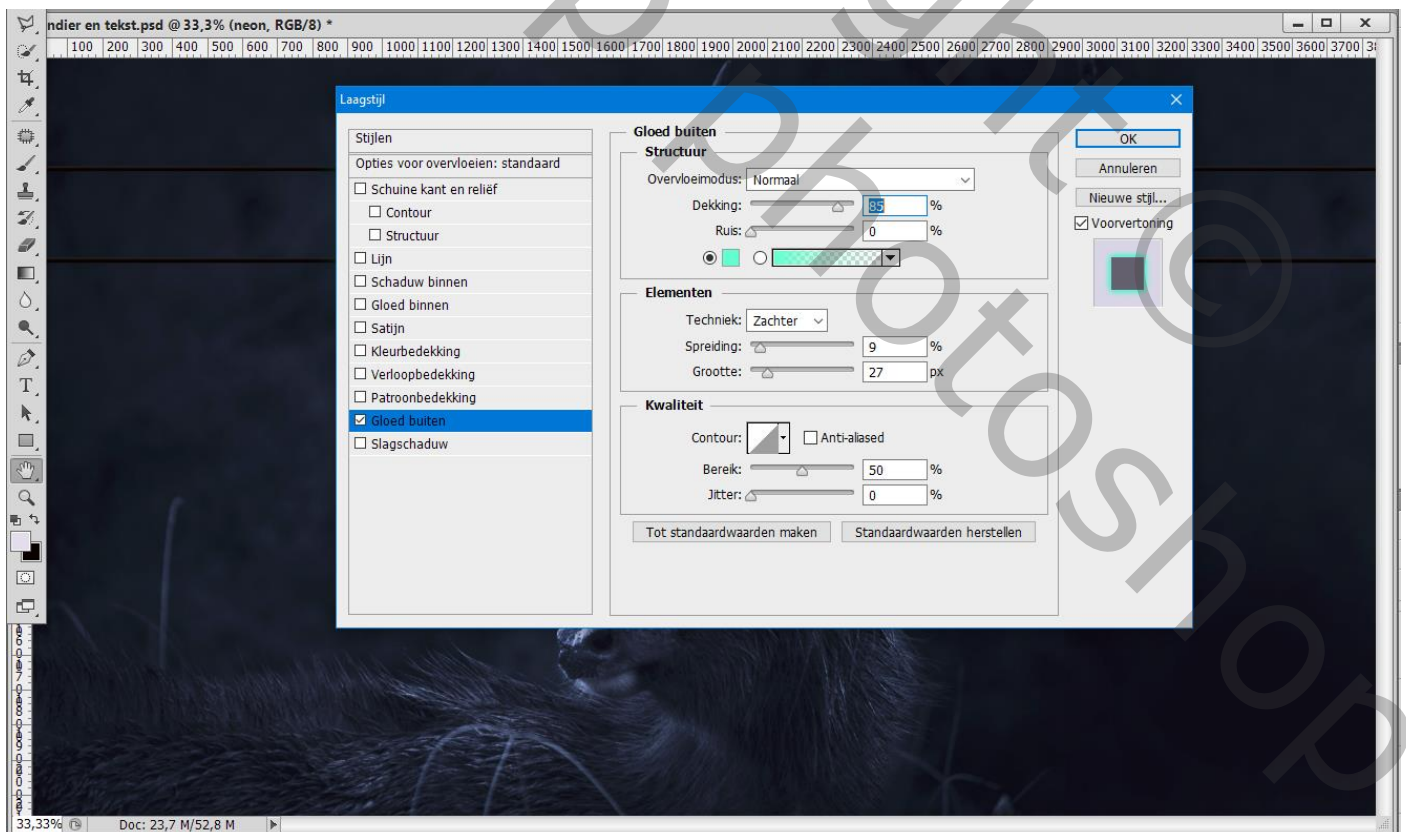 ndier en tekst.psd @ 33,3% (neon, RGB/8) *
100 200 300 400 500 600 700 800 900 1000 1100 1200 1300 1400 1500 1600 1700 1800 1900 2000 2100 2200 2300 2400 2500 2600 2700 2800 2900 3000 3100 3200 3300 3400 3500 3600 3700
Laagstijl
Stijlen
Opties voor overvloeien: standaard
Schuine kant en reliëf
Contour
Structuur
Lijn
Schaduw binnen
Gloed binnen
Satijn
Kleurbedekking
Verloopbedekking
Patroonbedekking
Gloed buiten
Slagschaduw
Gloed buiten
Structuur
Overvloeimodus: Normaal
Dekking: 85 %
Ruis: 0 %
Elementen
Techniek: Zachter
Spreiding: 9 %
Grootte: 27 px
Kwaliteit
Contour: Anti-aliased
Bereik: 50 %
Jitter: 0 %
Tot standaardwaarden maken Standaardwaarden herstellen
OK
Annuleren
Nieuwe stijl...
Voorvertoning
photoshop
©
33,33% Doc: 23,7 M/52,8 M